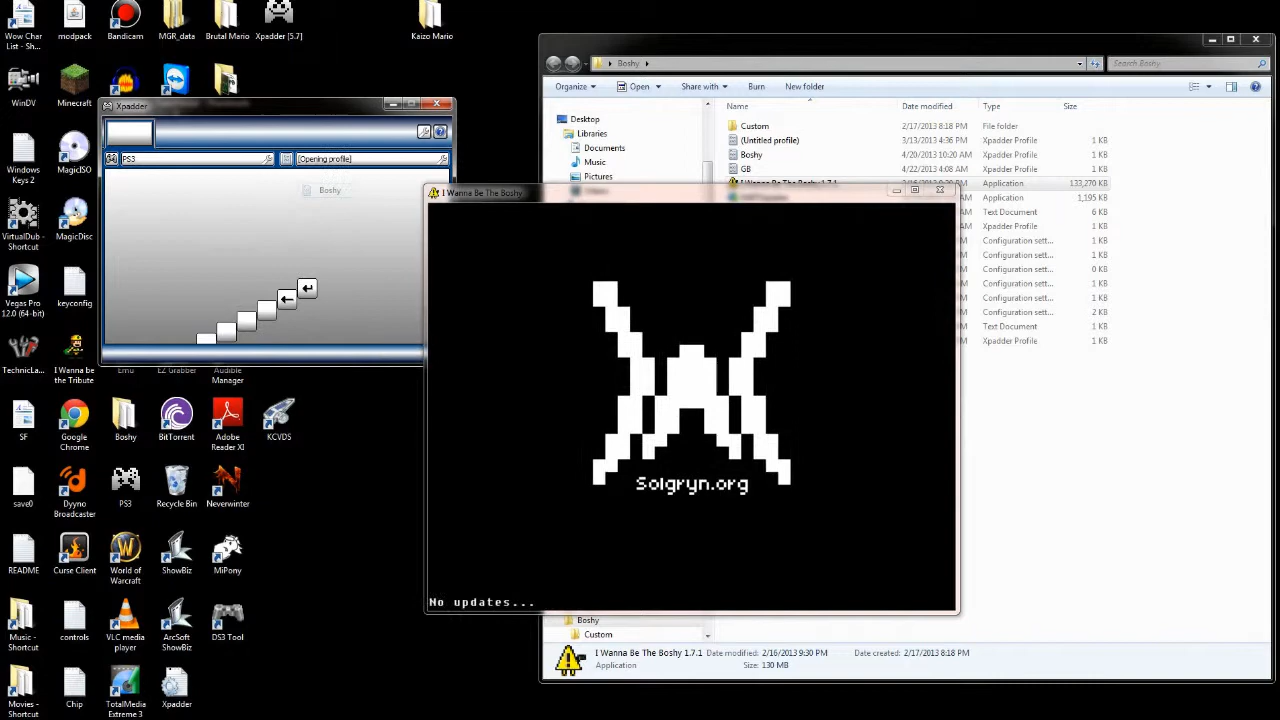 Wow Char
List - Sh...
modpack
Bandicam
MGR_data
Brutal Mario
Xpadder
[5.7]
Kaizo Mario
WinDV
Minecraft
Windows
Keys 2
MagicISO
VirtualDub -
Shortcut
MagicDisc
Vegas Pro
12.0 (64-bit)
keyconfig
TechnicLa...
I Wanna be
the Tribute
Emu
EZ Grabber
Audible
Manager
SF
Google
Chrome
Boshy
BitTorrent
Adobe
Reader XI
KCVDS
save0
Dyyno
Broadcaster
PS3
Recycle Bin
Neverwinter
README
Curse Client
World of
Warcraft
ShowBiz
MiPony
Music -
Shortcut
controls
VLC media
player
ArcSoft
ShowBiz
DS3 Tool
Movies -
Shortcut
Chip
TotalMedia
Extreme 3
Xpadder
Xpadder
PS3
[Opening profile]
Boshy
I Wanna Be The Boshy
Solgryn.org
No updates...
Boshy
Search Boshy
Organize
Open
Share with
Burn
New folder
Desktop
Libraries
Documents
Music
Pictures
Name Date modified Type Size
Custom 2/17/2013 8:18 PM File folder
(Untitled profile) 3/13/2013 4:36 PM Xpadder Profile 1 KB
Boshy 4/20/2013 10:20 AM Xpadder Profile 1 KB
GB 4/22/2013 4:08 AM Xpadder Profile 1 KB
I Wanna Be The Boshy 1.7.1 Application 133,270 KB
Application 1,195 KB
Text Document 6 KB
Xpadder Profile 1 KB
Configuration sett... 1 KB
Configuration sett... 1 KB
Configuration sett... 0 KB
Configuration sett... 1 KB
Configuration sett... 2 KB
Text Document 1 KB
Xpadder Profile 1 KB
Boshy
Custom
I Wanna Be The Boshy 1.7.1 Date modified: 2/16/2013 9:30 PM Date created: 2/17/2013 8:18 PM
Application Size: 130 MB